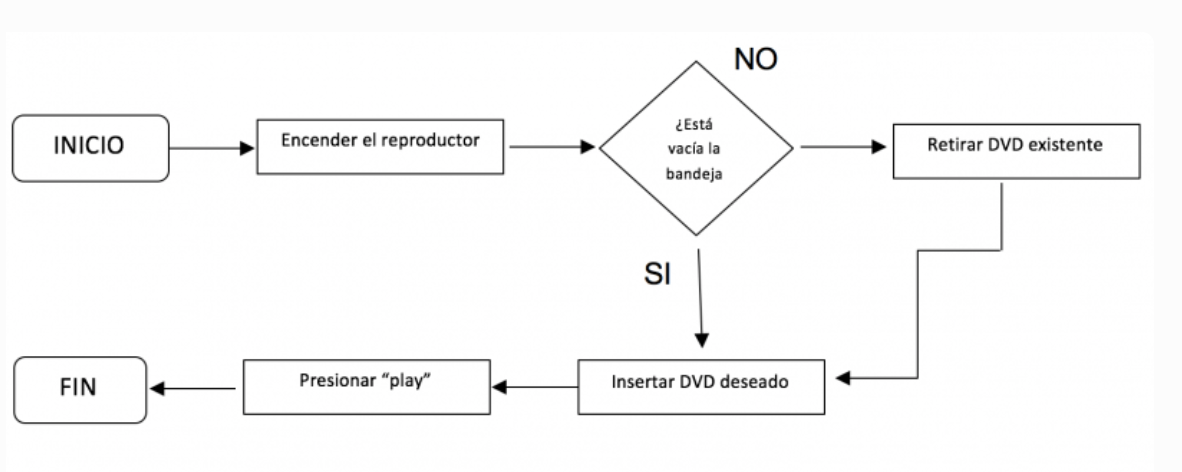 NO
INICIO
Encender el reproductor
¿Está
vacía la
bandeja
Retirar DVD existente
SI
FIN
Presionar “play”
Insertar DVD deseado